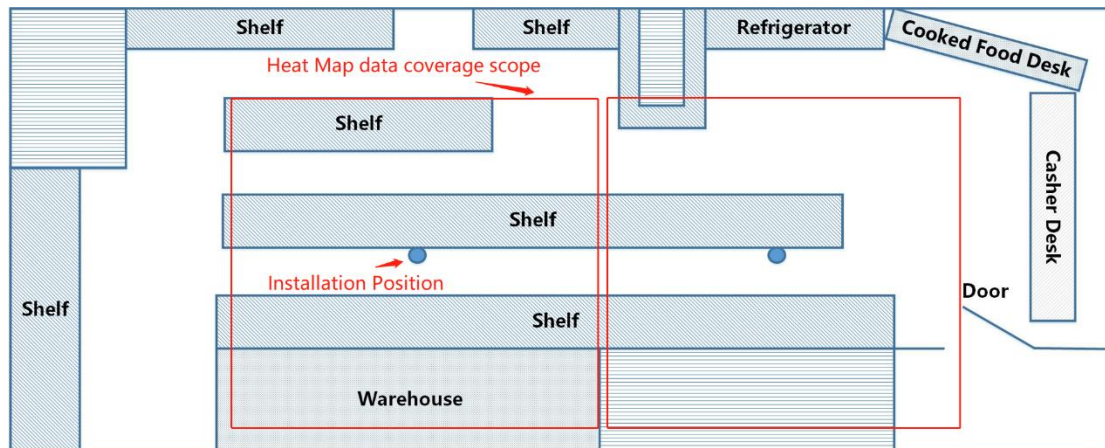 Shelf
Shelf
Refrigerator
Cooked Food Desk
Heat Map data coverage scope
Shelf
Casher Desk
Shelf
Installation Position
Door
Shelf
Shelf
Warehouse